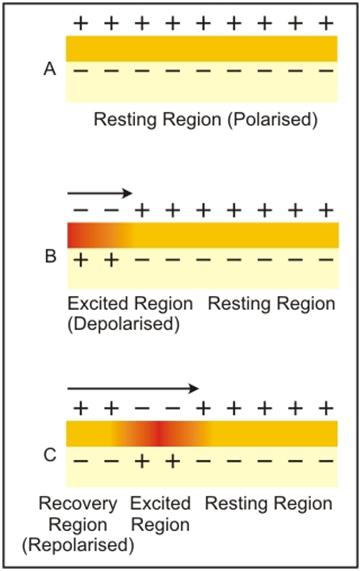 + + + + + + + + +
A
− − − − − − − − −
Resting Region (Polarised)
− − + + + + + + +
B
+ + − − − − − − −
Excited Region Resting Region
(Depolarised)
+ + − − + + + + +
C
− − + + − − − − −
Recovery Excited Resting Region
Region Region
(Repolarised)